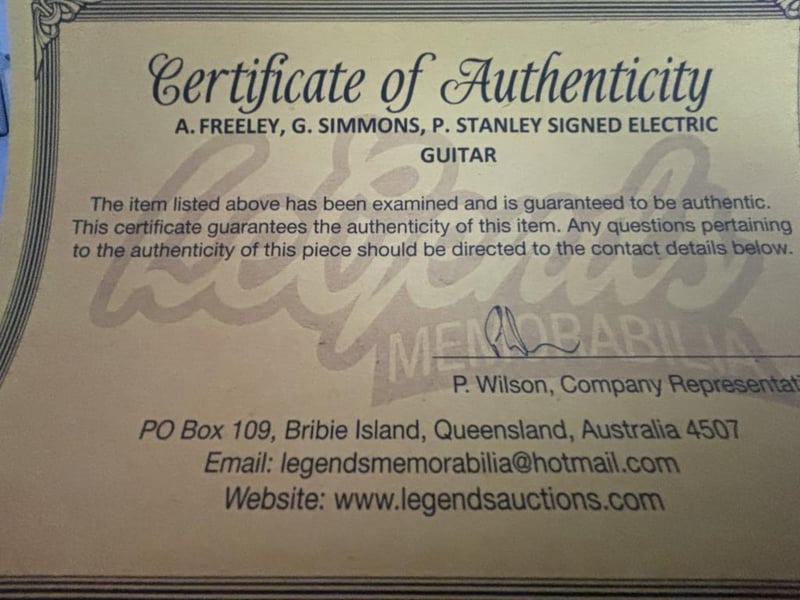 Certificate of Authenticity
A. FREELEY, G. SIMMONS, P. STANLEY SIGNED ELECTRIC
GUITAR
The item listed above has been examined and is guaranteed to be authentic.
This certificate guarantees the authenticity of this item. Any questions pertaining
to the authenticity of this piece should be directed to the contact details below.
Legends
MEMORABILIA
P. Wilson, Company Representati
PO Box 109, Bribie Island, Queensland, Australia 4507
Email: legendsmemorabilia@hotmail.com
Website: www.legendsauctions.com